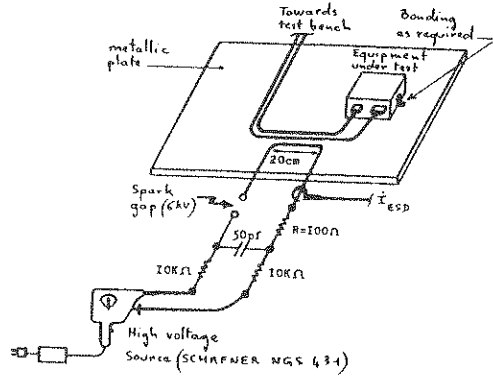 Towards
test bench
Bonding
as required
metallic
plate
Equipment
under test
20cm
Spark
gap (6kV)
i ESD
50pf
R=100Ω
10KΩ
10KΩ
High voltage
Source (SCHAFNER NGS 431)